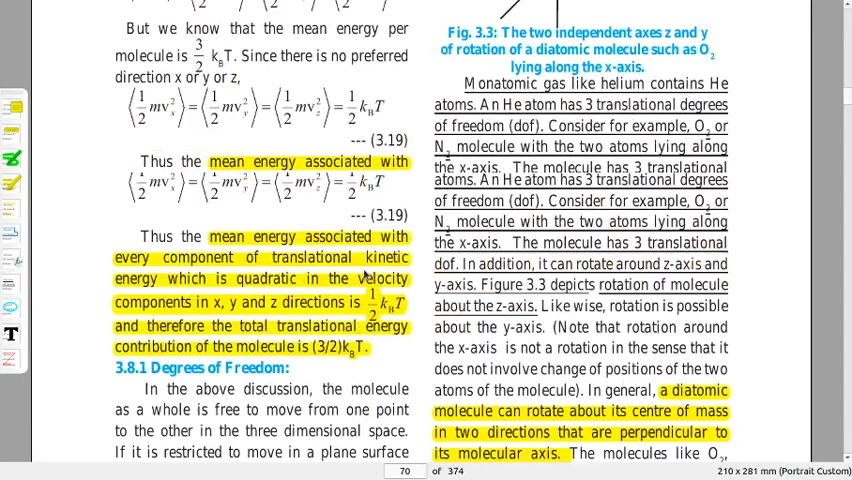 But we know that the mean energy per
molecule is 3/2 kBT. Since there is no preferred
direction x or y or z,
⟨1/2 mv²x⟩ = ⟨1/2 mv²y⟩ = ⟨1/2 mv²z⟩ = 1/2 kBT
--- (3.19)
Thus the mean energy associated with
⟨1/2 mv²x⟩ = ⟨1/2 mv²y⟩ = ⟨1/2 mv²z⟩ = 1/2 kBT
--- (3.19)
Thus the mean energy associated with
every component of translational kinetic
energy which is quadratic in the velocity
components in x, y and z directions is 1/2 kBT
and therefore the total translational energy
contribution of the molecule is (3/2)kBT.
3.8.1 Degrees of Freedom:
In the above discussion, the molecule
as a whole is free to move from one point
to the other in the three dimensional space.
If it is restricted to move in a plane surface
Fig. 3.3: The two independent axes z and y
of rotation of a diatomic molecule such as O2
lying along the x-axis.
Monatomic gas like helium contains He
atoms. An He atom has 3 translational degrees
of freedom (dof). Consider for example, O2 or
N2 molecule with the two atoms lying along
the x-axis. The molecule has 3 translational
atoms. An He atom has 3 translational degrees
of freedom (dof). Consider for example, O2 or
N2 molecule with the two atoms lying along
the x-axis. The molecule has 3 translational
dof. In addition, it can rotate around z-axis and
y-axis. Figure 3.3 depicts rotation of molecule
about the z-axis. Like wise, rotation is possible
about the y-axis. (Note that rotation around
the x-axis is not a rotation in the sense that it
does not involve change of positions of the two
atoms of the molecule). In general, a diatomic
molecule can rotate about its centre of mass
in two directions that are perpendicular to
its molecular axis. The molecules like O2,
T
70 of 374
210 x 281 mm (Portrait Custom)